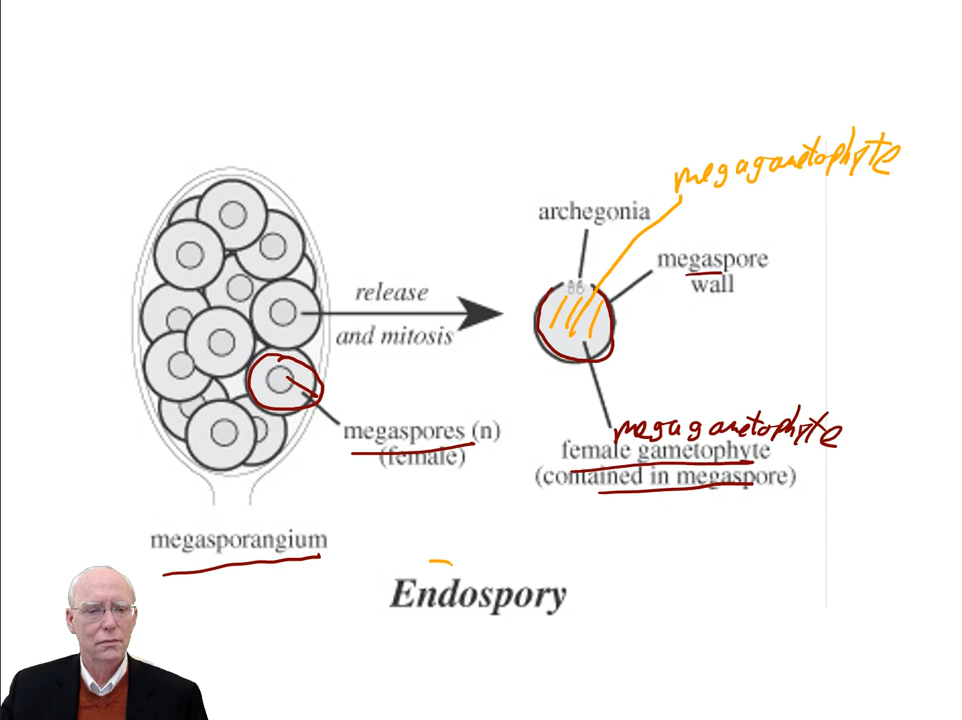 megagametophyte
archegonia
megaspore
wall
release
and mitosis
megaspores (n)
(female)
megagametophyte
female gametophyte
(contained in megaspore)
megasporangium
Endospory